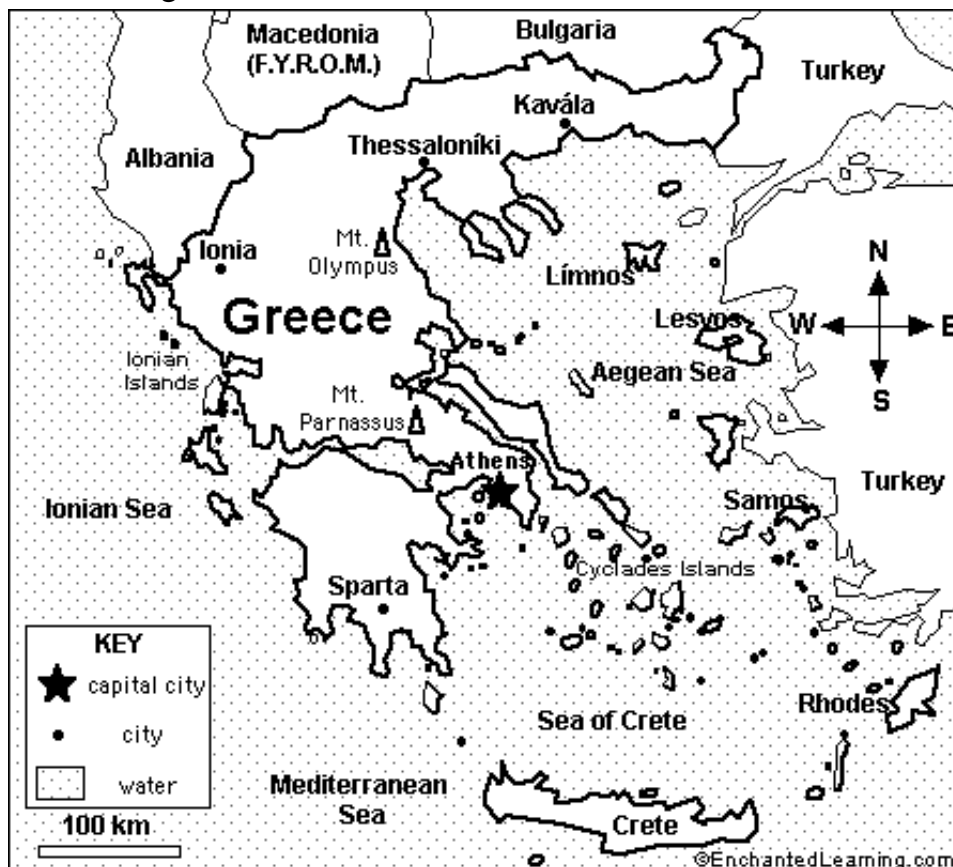 Macedonia
(F.Y.R.O.M.)
Bulgaria
Turkey
Kavála
Thessaloníki
Albania
Mt.
Olympus
Ionia
Límnos
N
W
E
S
Greece
Lesvos
Ionian
Islands
Aegean Sea
Mt.
Parnassus
Athens
Turkey
Ionian Sea
Samos
Cyclades Islands
Sparta
KEY
capital city
city
water
100 km
Rhodes
Sea of Crete
Mediterranean
Sea
Crete
©EnchantedLearning.com